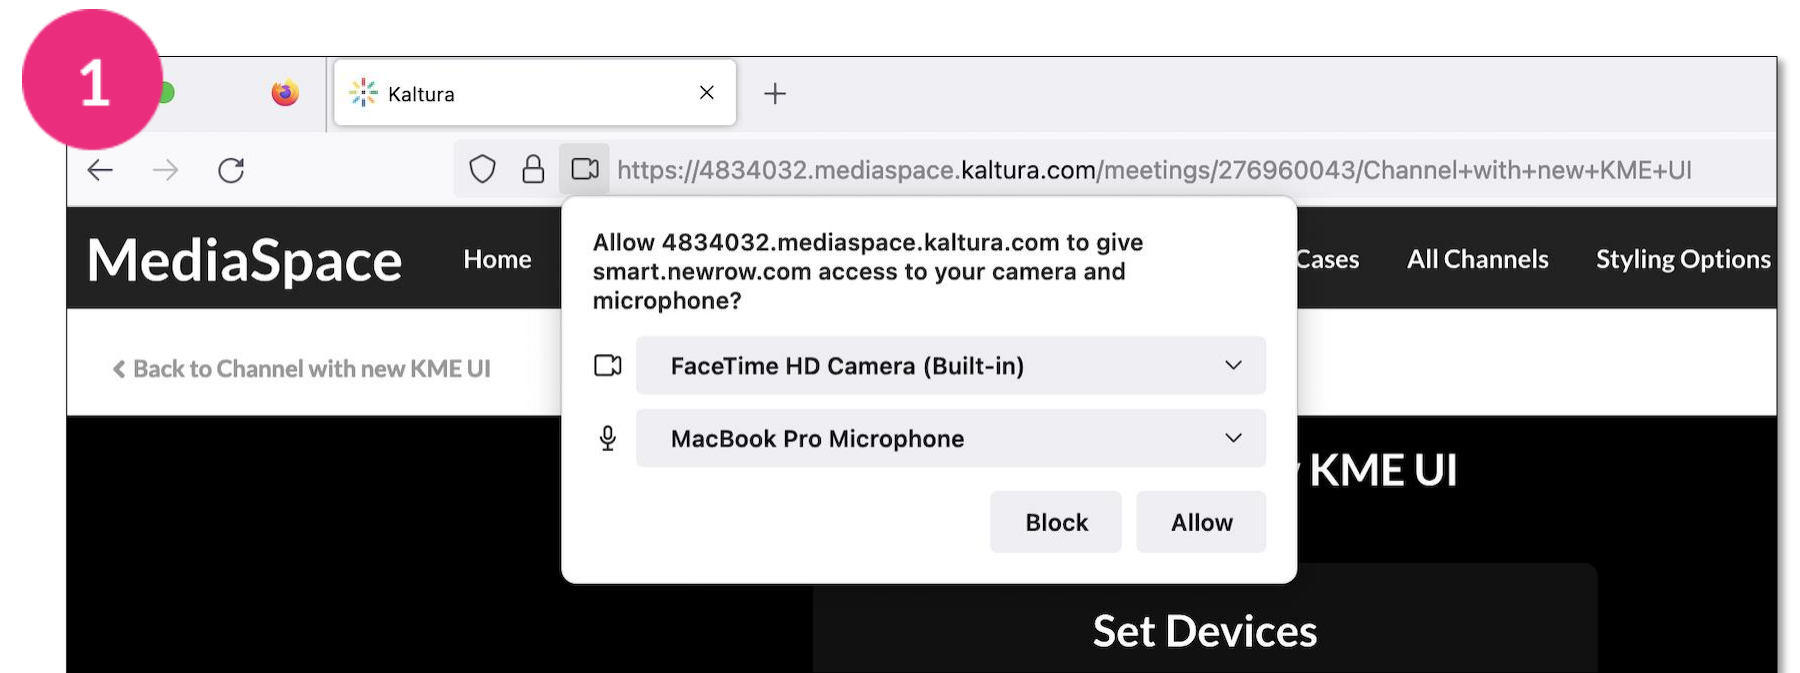 1
Kaltura
https://4834032.mediaspace.kaltura.com/meetings/276960043/Channel+with+new+KME+UI
MediaSpace Home Cases All Channels Styling Options
Allow 4834032.mediaspace.kaltura.com to give
smart.newrow.com access to your camera and
microphone?
Back to Channel with new KME UI
FaceTime HD Camera (Built-in)
MacBook Pro Microphone
KME UI
Block Allow
Set Devices